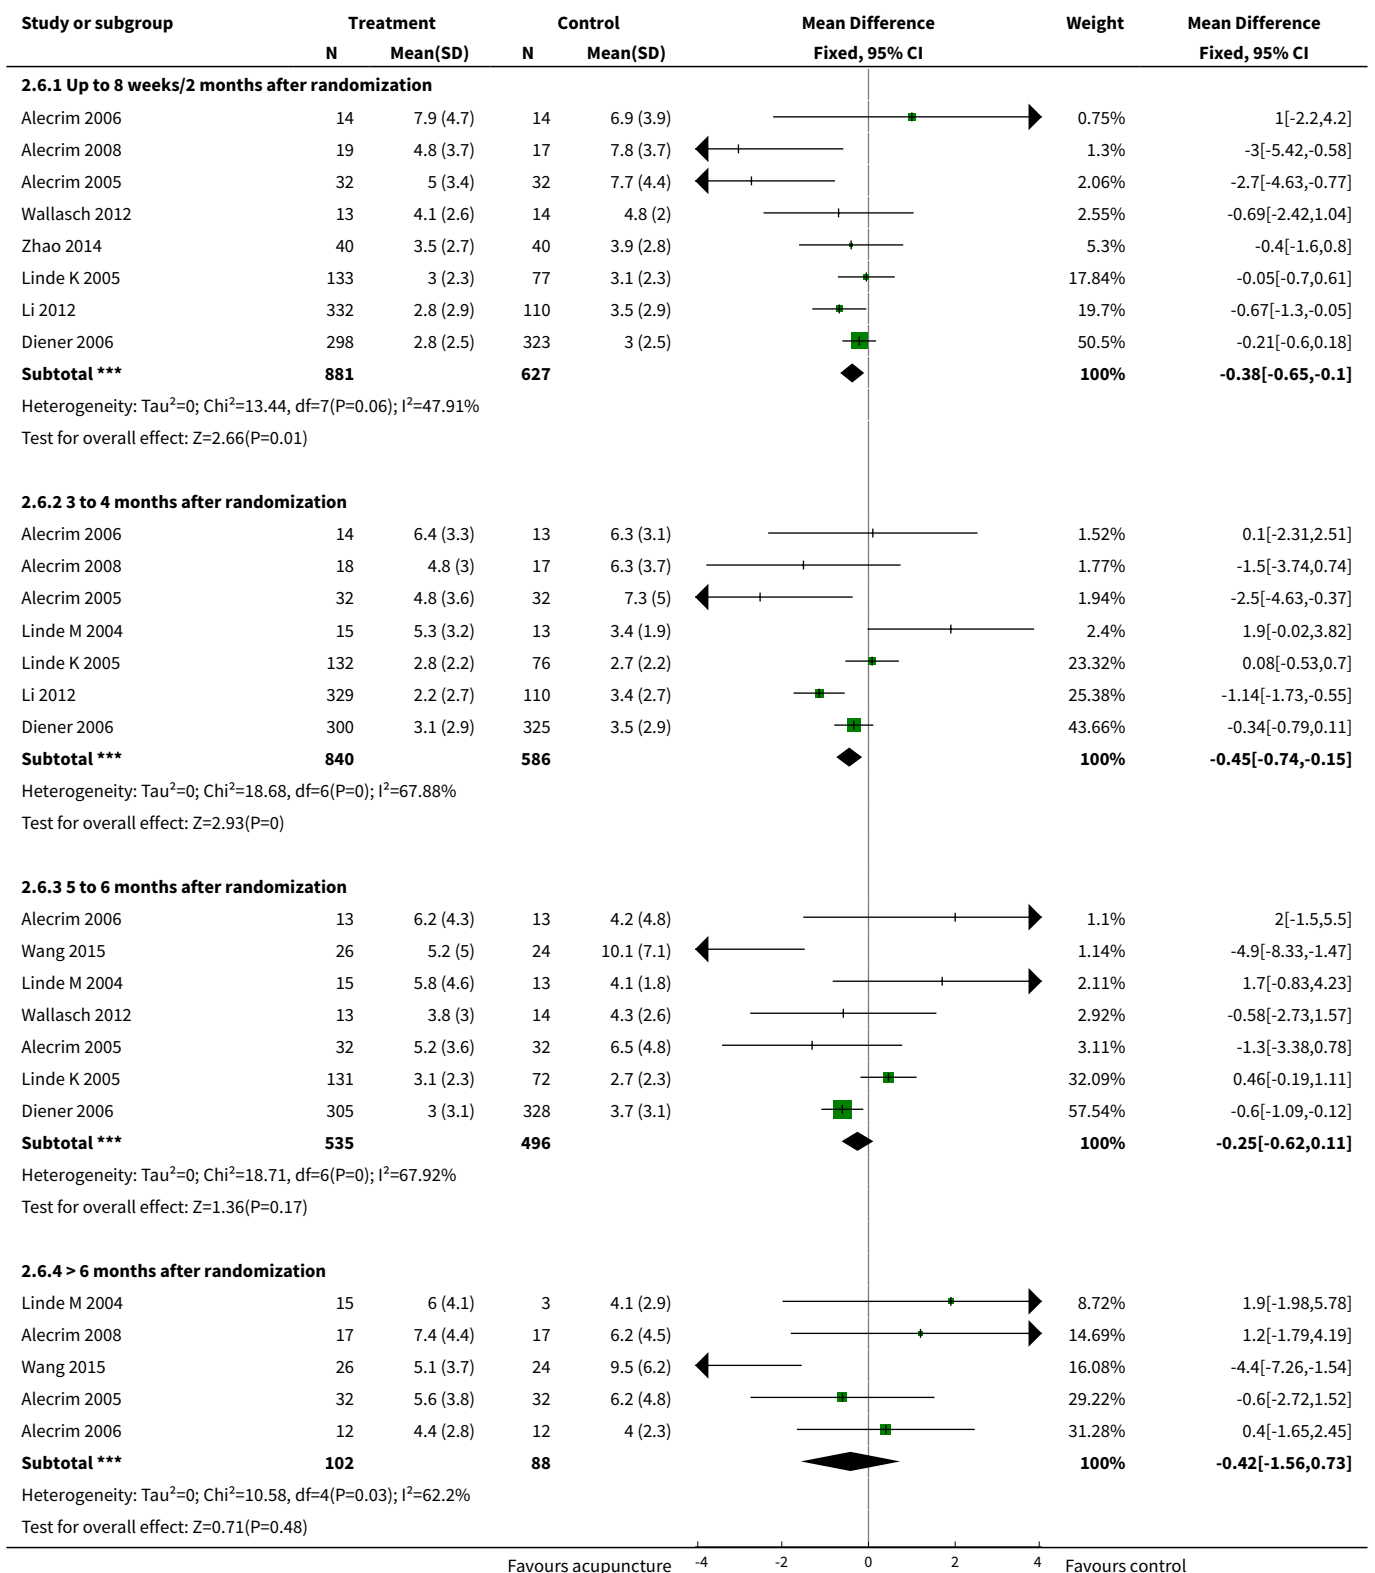 Study or subgroup Treatment Control Mean Difference Weight Mean Difference
N Mean(SD) N Mean(SD) Fixed, 95% CI Fixed, 95% CI
2.6.1 Up to 8 weeks/2 months after randomization
Alecrim 2006 14 7.9 (4.7) 14 6.9 (3.9) 0.75% 1[-2.2,4.2]
Alecrim 2008 19 4.8 (3.7) 17 7.8 (3.7) 1.3% -3[-5.42,-0.58]
Alecrim 2005 32 5 (3.4) 32 7.7 (4.4) 2.06% -2.7[-4.63,-0.77]
Wallasch 2012 13 4.1 (2.6) 14 4.8 (2) 2.55% -0.69[-2.42,1.04]
Zhao 2014 40 3.5 (2.7) 40 3.9 (2.8) 5.3% -0.4[-1.6,0.8]
Linde K 2005 133 3 (2.3) 77 3.1 (2.3) 17.84% -0.05[-0.7,0.61]
Li 2012 332 2.8 (2.9) 110 3.5 (2.9) 19.7% -0.67[-1.3,-0.05]
Diener 2006 298 2.8 (2.5) 323 3 (2.5) 50.5% -0.21[-0.6,0.18]
Subtotal *** 881 627 100% -0.38[-0.65,-0.1]
Heterogeneity: Tau²=0; Chi²=13.44, df=7(P=0.06); I²=47.91%
Test for overall effect: Z=2.66(P=0.01)
2.6.2 3 to 4 months after randomization
Alecrim 2006 14 6.4 (3.3) 13 6.3 (3.1) 1.52% 0.1[-2.31,2.51]
Alecrim 2008 18 4.8 (3) 17 6.3 (3.7) 1.77% -1.5[-3.74,0.74]
Alecrim 2005 32 4.8 (3.6) 32 7.3 (5) 1.94% -2.5[-4.63,-0.37]
Linde M 2004 15 5.3 (3.2) 13 3.4 (1.9) 2.4% 1.9[-0.02,3.82]
Linde K 2005 132 2.8 (2.2) 76 2.7 (2.2) 23.32% 0.08[-0.53,0.7]
Li 2012 329 2.2 (2.7) 110 3.4 (2.7) 25.38% -1.14[-1.73,-0.55]
Diener 2006 300 3.1 (2.9) 325 3.5 (2.9) 43.66% -0.34[-0.79,0.11]
Subtotal *** 840 586 100% -0.45[-0.74,-0.15]
Heterogeneity: Tau²=0; Chi²=18.68, df=6(P=0); I²=67.88%
Test for overall effect: Z=2.93(P=0)
2.6.3 5 to 6 months after randomization
Alecrim 2006 13 6.2 (4.3) 13 4.2 (4.8) 1.1% 2[-1.5,5.5]
Wang 2015 26 5.2 (5) 24 10.1 (7.1) 1.14% -4.9[-8.33,-1.47]
Linde M 2004 15 5.8 (4.6) 13 4.1 (1.8) 2.11% 1.7[-0.83,4.23]
Wallasch 2012 13 3.8 (3) 14 4.3 (2.6) 2.92% -0.58[-2.73,1.57]
Alecrim 2005 32 5.2 (3.6) 32 6.5 (4.8) 3.11% -1.3[-3.38,0.78]
Linde K 2005 131 3.1 (2.3) 72 2.7 (2.3) 32.09% 0.46[-0.19,1.11]
Diener 2006 305 3 (3.1) 328 3.7 (3.1) 57.54% -0.6[-1.09,-0.12]
Subtotal *** 535 496 100% -0.25[-0.62,0.11]
Heterogeneity: Tau²=0; Chi²=18.71, df=6(P=0); I²=67.92%
Test for overall effect: Z=1.36(P=0.17)
2.6.4 > 6 months after randomization
Linde M 2004 15 6 (4.1) 3 4.1 (2.9) 8.72% 1.9[-1.98,5.78]
Alecrim 2008 17 7.4 (4.4) 17 6.2 (4.5) 14.69% 1.2[-1.79,4.19]
Wang 2015 26 5.1 (3.7) 24 9.5 (6.2) 16.08% -4.4[-7.26,-1.54]
Alecrim 2005 32 5.6 (3.8) 32 6.2 (4.8) 29.22% -0.6[-2.72,1.52]
Alecrim 2006 12 4.4 (2.8) 12 4 (2.3) 31.28% 0.4[-1.65,2.45]
Subtotal *** 102 88 100% -0.42[-1.56,0.73]
Heterogeneity: Tau²=0; Chi²=10.58, df=4(P=0.03); I²=62.2%
Test for overall effect: Z=0.71(P=0.48)
Favours acupuncture -4 -2 0 2 4 Favours control